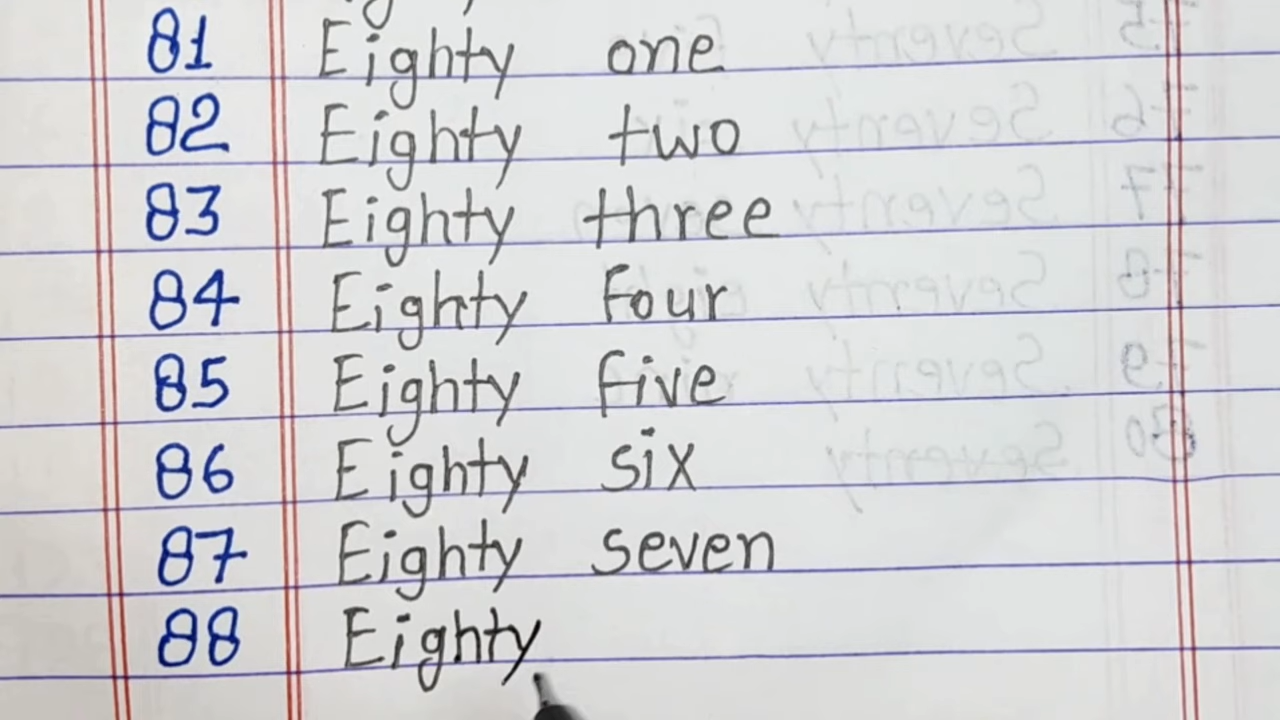 81 Eighty one
82 Eighty two
83 Eighty three
84 Eighty Four
85 Eighty five
86 Eighty six
87 Eighty seven
88 Eighty